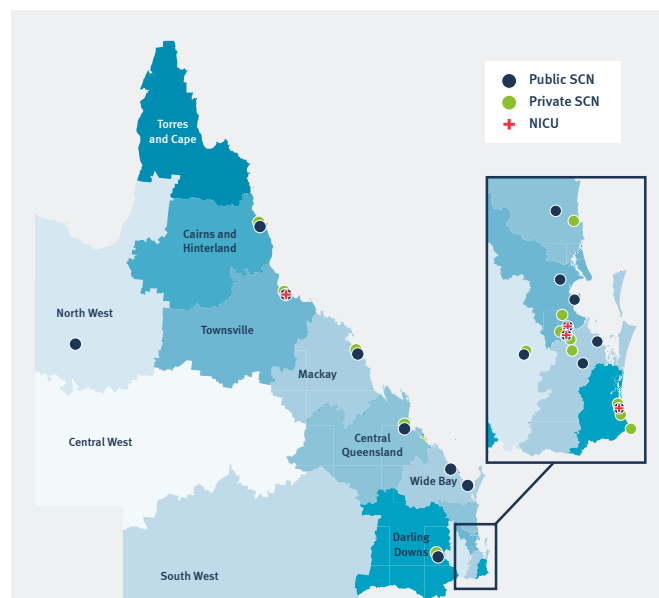 Public SCN
Private SCN
NICU
Torres
and Cape
Cairns and
Hinterland
North West
Townsville
Mackay
Central West
Central
Queensland
Wide Bay
Darling
Downs
South West